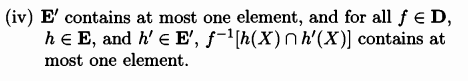 (iv) E′ contains at most one element, and for all f ∈ D,
h ∈ E, and h′ ∈ E′, f⁻¹[h(X) ∩ h′(X)] contains at
most one element.